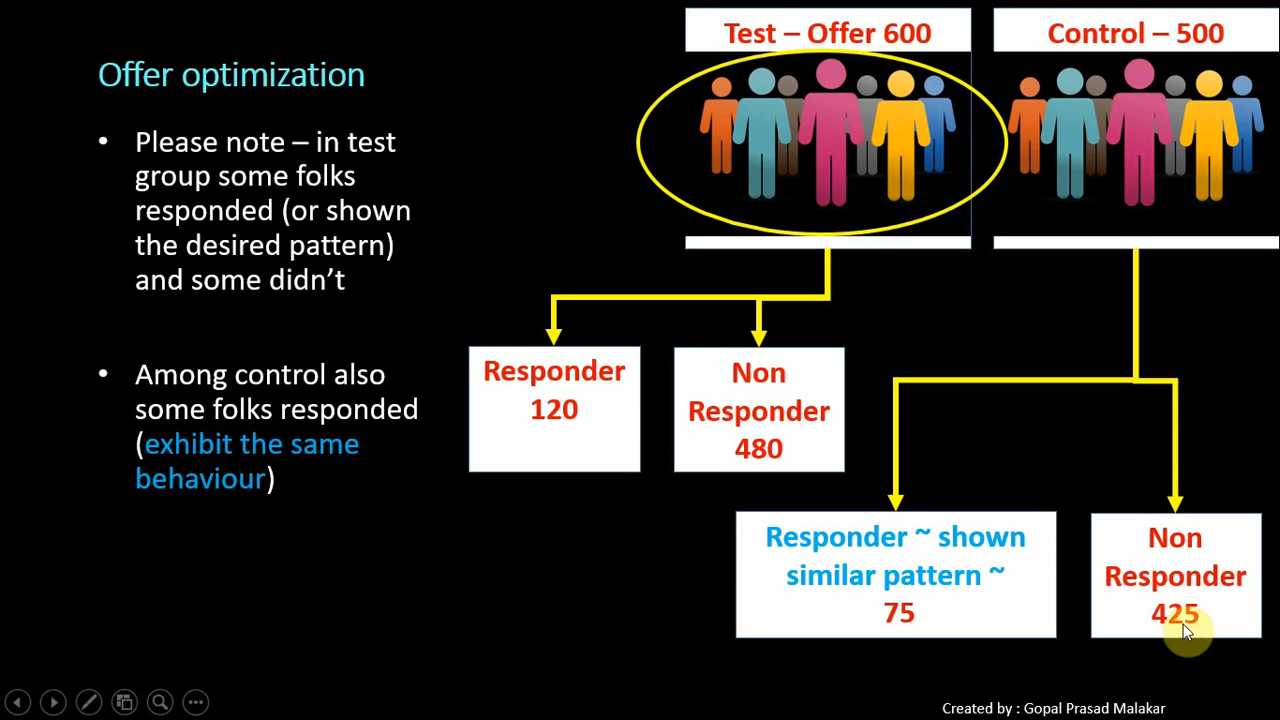 Offer optimization
• Please note – in test
group some folks
responded (or shown
the desired pattern)
and some didn’t
• Among control also
some folks responded
(exhibit the same
behaviour)
Test – Offer 600
Control – 500
Responder
120
Non
Responder
480
Responder ~ shown
similar pattern ~
75
Non
Responder
425
Created by : Gopal Prasad Malakar